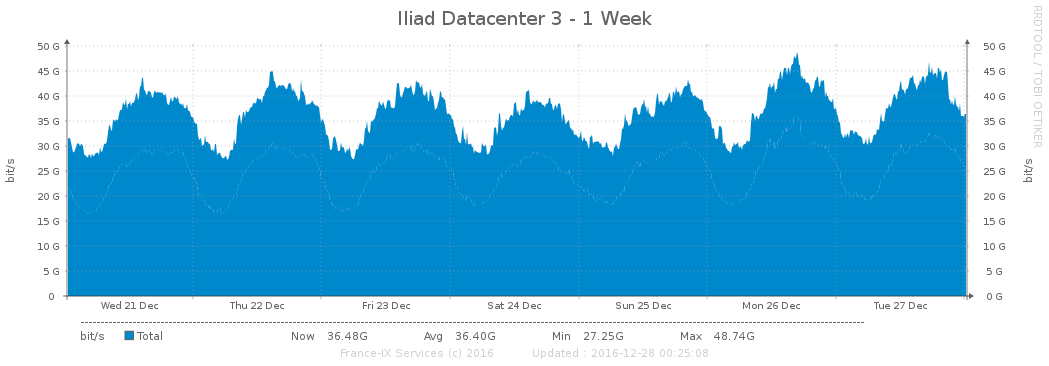 Iliad Datacenter 3 - 1 Week
RRDTOOL / TOBI OETIKER
bit/s
50 G 50 G
45 G 45 G
40 G 40 G
35 G 35 G
30 G 30 G
25 G 25 G
20 G 20 G
15 G 15 G
10 G 10 G
5 G 5 G
0 0 G
bit/s
Wed 21 Dec Thu 22 Dec Fri 23 Dec Sat 24 Dec Sun 25 Dec Mon 26 Dec Tue 27 Dec
bit/s Total Now 36.48G Avg 36.40G Min 27.25G Max 48.74G
France-IX Services (c) 2016 Updated : 2016-12-28 00:25:08